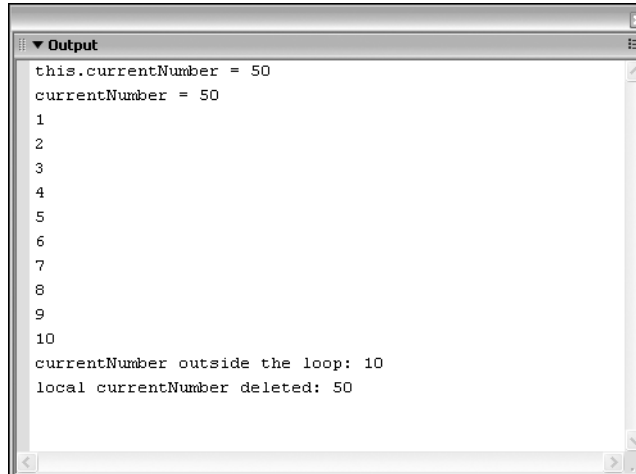 Output
this.currentNumber = 50
currentNumber = 50
1
2
3
4
5
6
7
8
9
10
currentNumber outside the loop: 10
local currentNumber deleted: 50